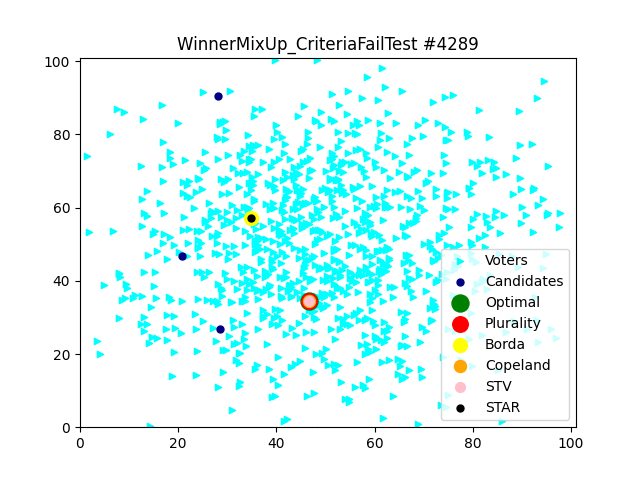 WinnerMixUp_CriteriaFailTest #4289
100
80
60
40
20
0
0
20
40
60
80
100
Voters
Candidates
Optimal
Plurality
Borda
Copeland
STV
STAR